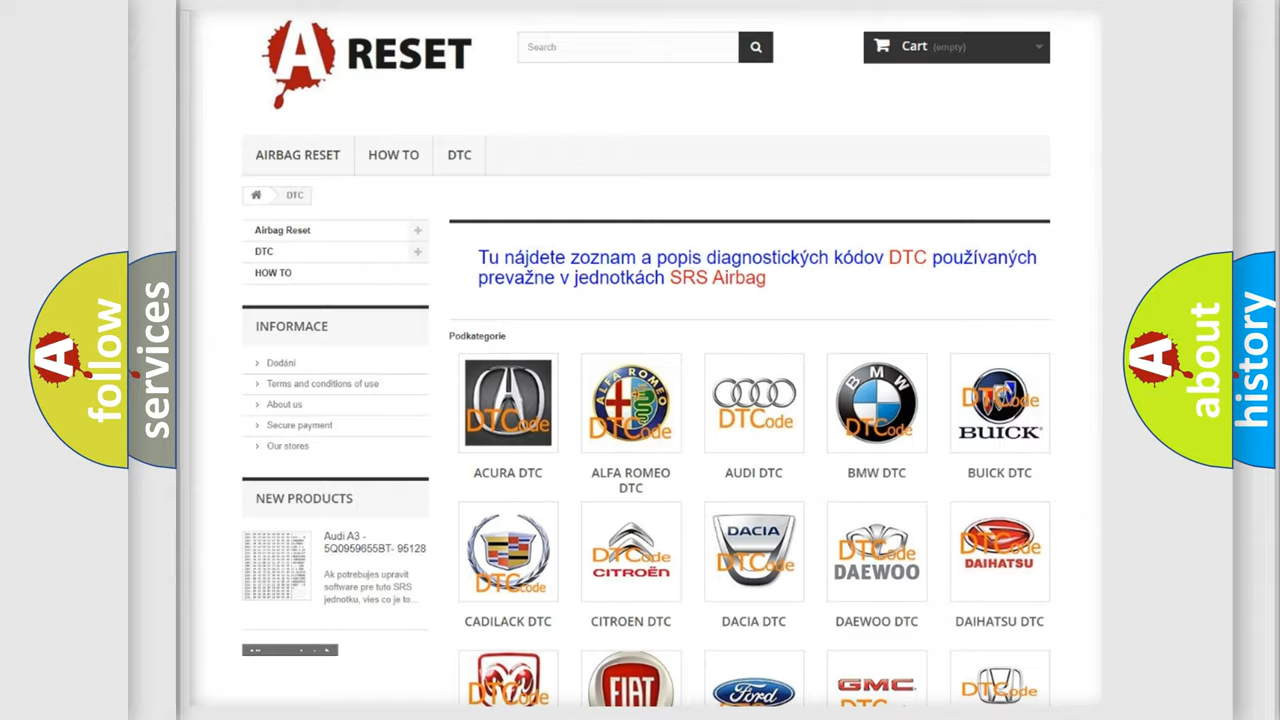 A RESET
Search
Cart (empty)
AIRBAG RESET
HOW TO
DTC
DTC
Airbag Reset
DTC
HOW TO
Tu nájdete zoznam a popis diagnostických kódov DTC používaných
prevažne v jednotkách SRS Airbag
INFORMACE
Dodání
Terms and conditions of use
About us
Secure payment
Our stores
NEW PRODUCTS
Audi A3 -
5Q0959655BT- 95128
Ak potrebujes upravit
software pre tuto SRS
jednotku, vies co je to...
Podkategorie
DTCode
ALFA ROMEO
DTCode
DTCode
BMW
DTCode
DTCode
BUICK
ACURA DTC
ALFA ROMEO
DTC
AUDI DTC
BMW DTC
BUICK DTC
DTCode
DTCode
CITROËN
DACIA
DTCode
DTCode
DAEWOO
DTCode
DAIHATSU
CADILACK DTC
CITROEN DTC
DACIA DTC
DAEWOO DTC
DAIHATSU DTC
DTCode
FIAT
Ford
GMC
DTCode
A follow
services
A about
history